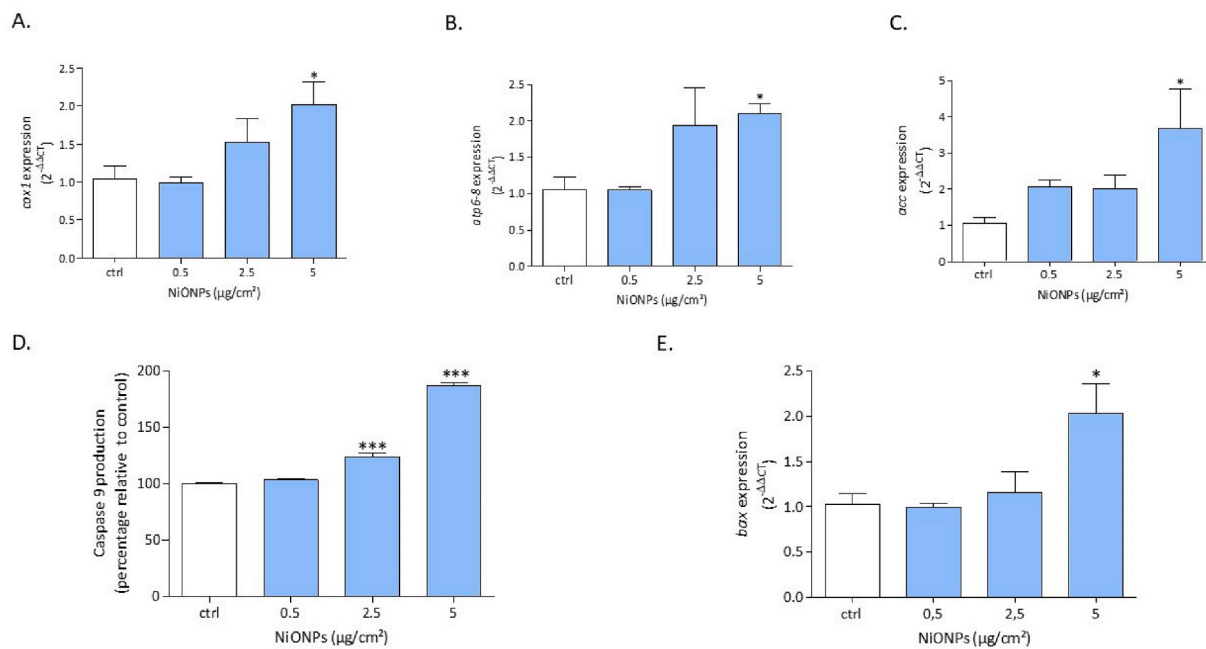 A.
cox1 expression
(2-ΔΔCT)
2.5
2.0
1.5
1.0
0.5
0.0
*
ctrl
0.5
2.5
5
NiONPs (µg/cm²)
B.
atp6-8 expression
(2-ΔΔCT)
2.5
2.0
1.5
1.0
0.5
0.0
*
ctrl
0.5
2.5
5
NiONPs (µg/cm²)
C.
acc expression
( 2-ΔΔCT)
5
4
3
2
1
0
*
ctrl
0.5
2.5
5
NiONPs (µg/cm²)
D.
Caspase 9 production
(percentage relative to control)
200
150
100
50
0
***
***
ctrl
0.5
2.5
5
NiONPs (µg/cm²)
E.
bax expression
(2-ΔΔCT)
2.5
2.0
1.5
1.0
0.5
0.0
*
ctrl
0,5
2,5
5
NiONPs (µg/cm²)